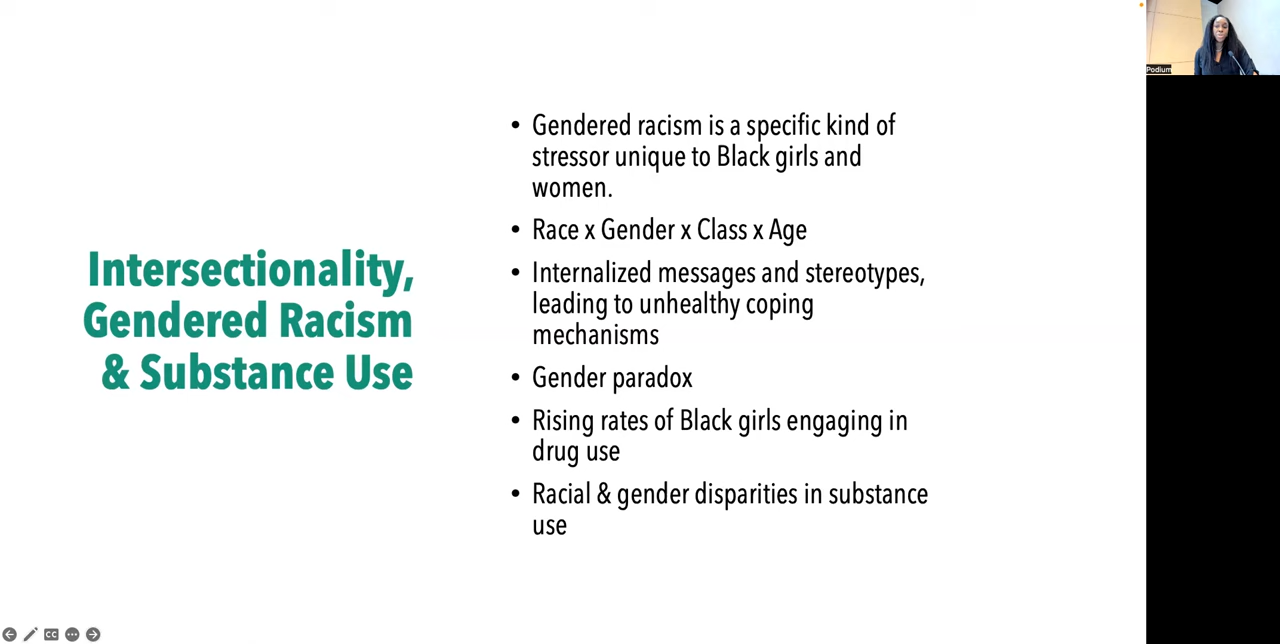 Intersectionality,
Gendered Racism
& Substance Use
• Gendered racism is a specific kind of
stressor unique to Black girls and
women.
• Race x Gender x Class x Age
• Internalized messages and stereotypes,
leading to unhealthy coping
mechanisms
• Gender paradox
• Rising rates of Black girls engaging in
drug use
• Racial & gender disparities in substance
use
Podium
CC